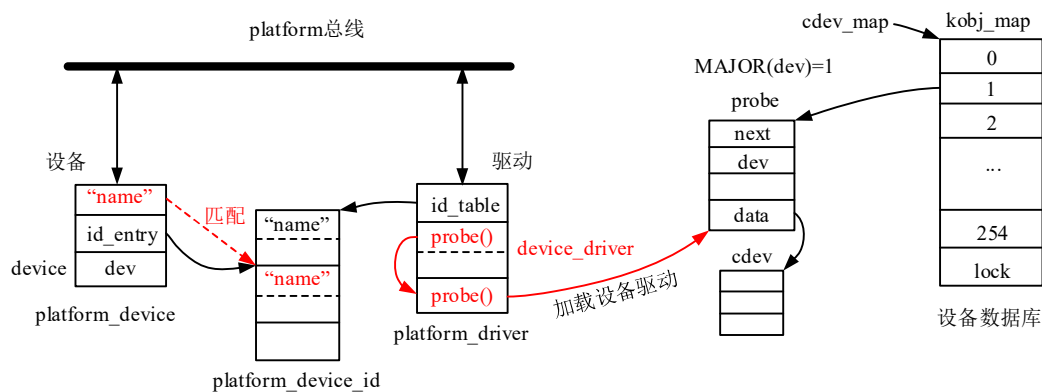 platform总线
cdev_map
kobj_map
0
1
2
...
254
lock
设备数据库
MAJOR(dev)=1
probe
next
dev
data
cdev
设备
“name”
id_entry
device
dev
platform_device
匹配
“name”
“name”
platform_device_id
驱动
id_table
probe()
device_driver
probe()
platform_driver
加载设备驱动